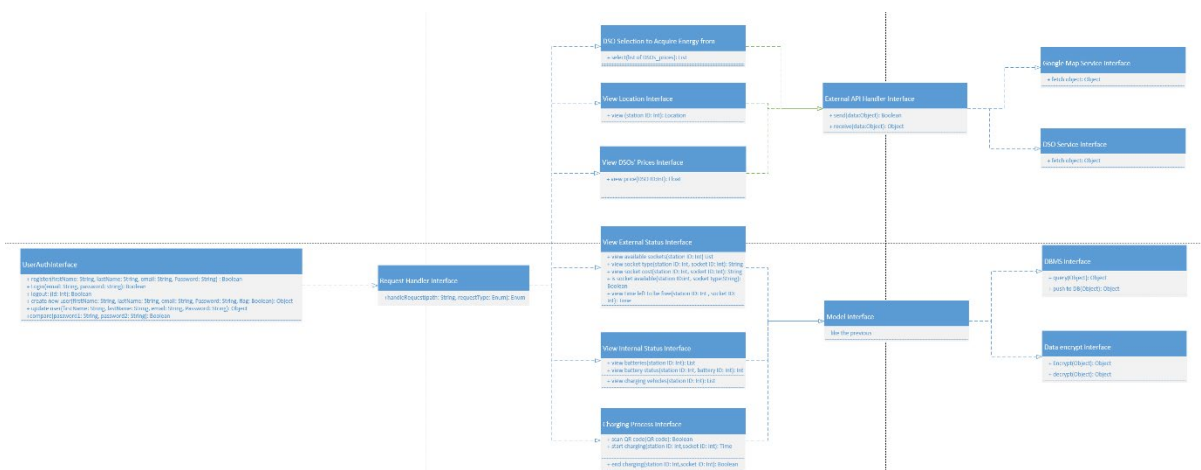 DSO Selection to Acquire Energy from
+ select(list of DSOs_prices): List
View Location Interface
+ view (station ID: Int): Location
View DSOs' Prices Interface
+ view price(DSO ID:Int): Float
External API Handler Interface
+ send(data:Object): Boolean
+ receive(data:Object): Object
Google Map Service Interface
+ fetch object: Object
DSO Service Interface
+ fetch object: Object
UserAuthInterface
+ register(firstName: String, lastName: String, email: String, Password: String) : Boolean
+ login(email: String, password: String): Boolean
+ logout: (id: Int): Boolean
+ create new user(firstName: String, lastName: String, email: String, Password: String, flag: Boolean): Object
+ update user(firstName: String, lastName: String, email: String, Password: String): Object
+compare(password1: String, password2: String): Boolean
Request Handler Interface
+handleRequest(path: String, requestType: Enum): Enum
View External Status Interface
+ view available sockets(station ID: Int) List
+ view socket type(station ID: Int, socket ID: Int): String
+ view socket cost(station ID: Int, socket ID: Int): String
+ is socket available(station ID:Int, socket type:String):
Boolean
+ view time left to be free(station ID: Int , socket ID:
Int): Time
View Internal Status Interface
+ view batteries(station ID: Int): List
+ view battery status(station ID: Int, battery ID: Int): Int
+ view charging vehicles(station ID: Int): List
Charging Process Interface
+ scan QR code(QR code): Boolean
+ start charging(station ID: Int,socket ID: Int): Time
+ end charging(station ID: Int,socket ID: Int): Boolean
Model Interface
like the previous
DBMS Interface
+ query(Object): Object
+ push to DB(Object): Object
Data encrypt Interface
+ Encrypt(Object): Object
+ decrypt(Object): Object